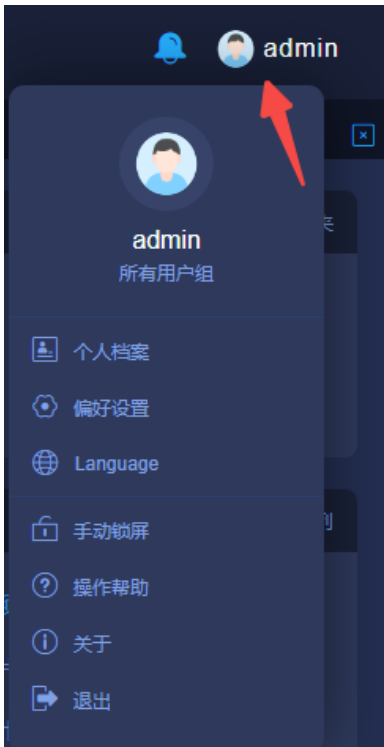 admin
admin
所有用户组
个人档案
偏好设置
Language
手动锁屏
操作帮助
关于
退出